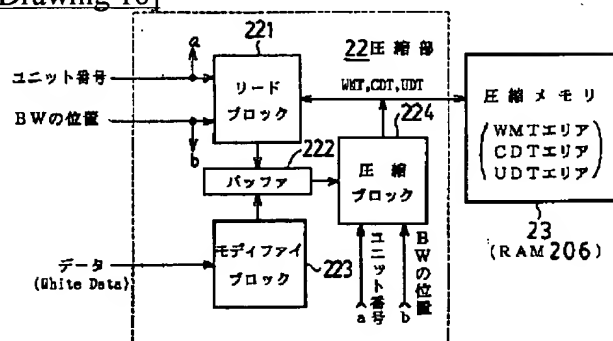 Drawing 10]
221
a
22 圧縮部
ユニット番号
リード
ブロック
BWの位置
b
WMT,CDT,UDT
224
222
バッファ
圧縮
ブロック
圧縮メモリ
WMTエリア
CDTエリア
UDTエリア
23
(RAM 206)
モディファイ
ブロック
223
データ
(White Data)
ユニット番号
BWの位置
a
b